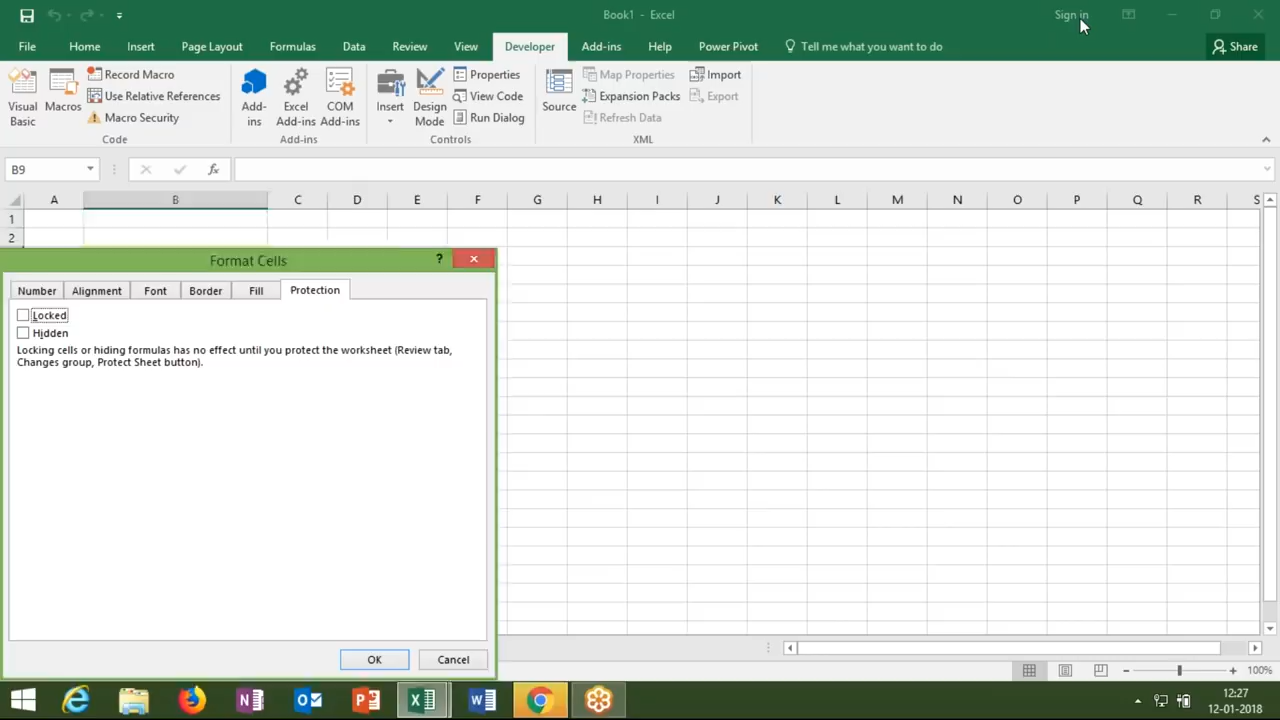 Book1 - Excel
Sign in
File Home Insert Page Layout Formulas Data Review View Developer Add-ins Help Power Pivot Tell me what you want to do Share
Visual Basic
Macros
Record Macro
Use Relative References
Macro Security
Code
Add-ins
Excel Add-ins
COM Add-ins
Add-ins
Insert
Design Mode
Properties
View Code
Run Dialog
Controls
Source
Map Properties
Expansion Packs
Refresh Data
Import
Export
XML
B9
fx
A B C D E F G H I J K L M N O P Q R S
1
2
Format Cells
?
Number Alignment Font Border Fill Protection
Locked
Hidden
Locking cells or hiding formulas has no effect until you protect the worksheet (Review tab,
Changes group, Protect Sheet button).
OK Cancel
100%
12:27
12-01-2018